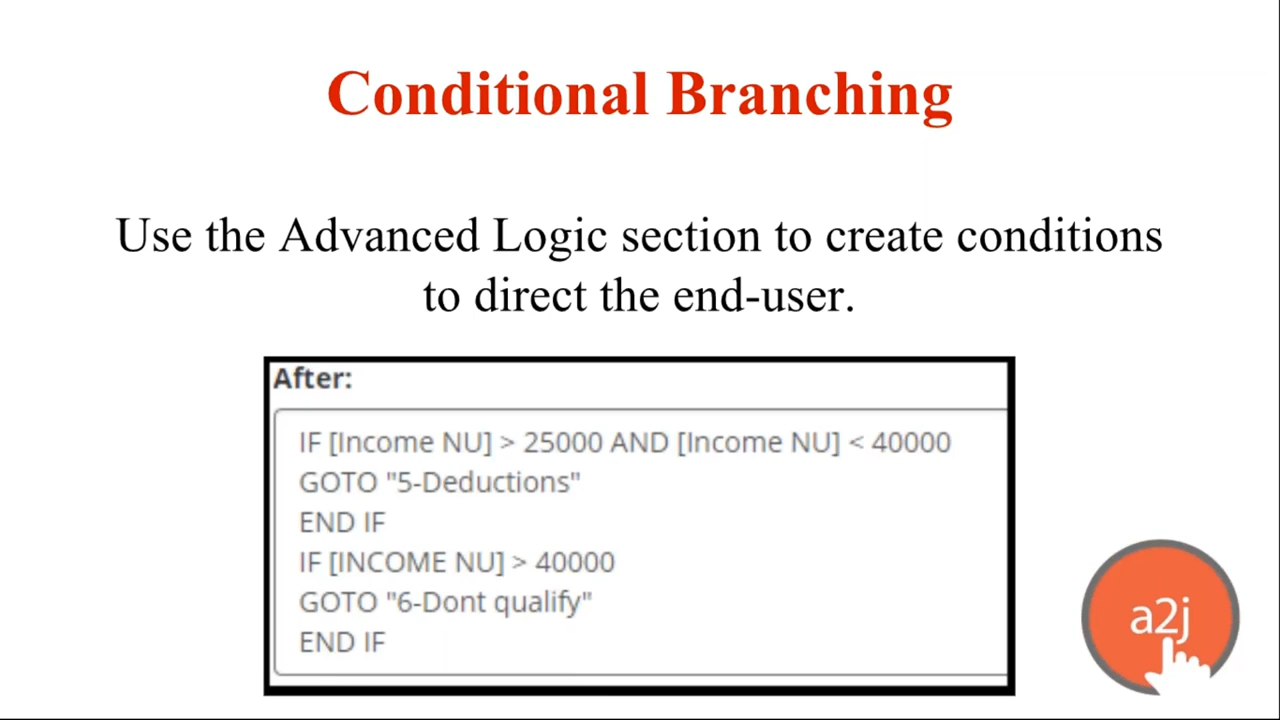 Conditional Branching
Use the Advanced Logic section to create conditions
to direct the end-user.
After:
IF [Income NU] > 25000 AND [Income NU] < 40000
GOTO "5-Deductions"
END IF
IF [INCOME NU] > 40000
GOTO "6-Dont qualify"
END IF
a2j